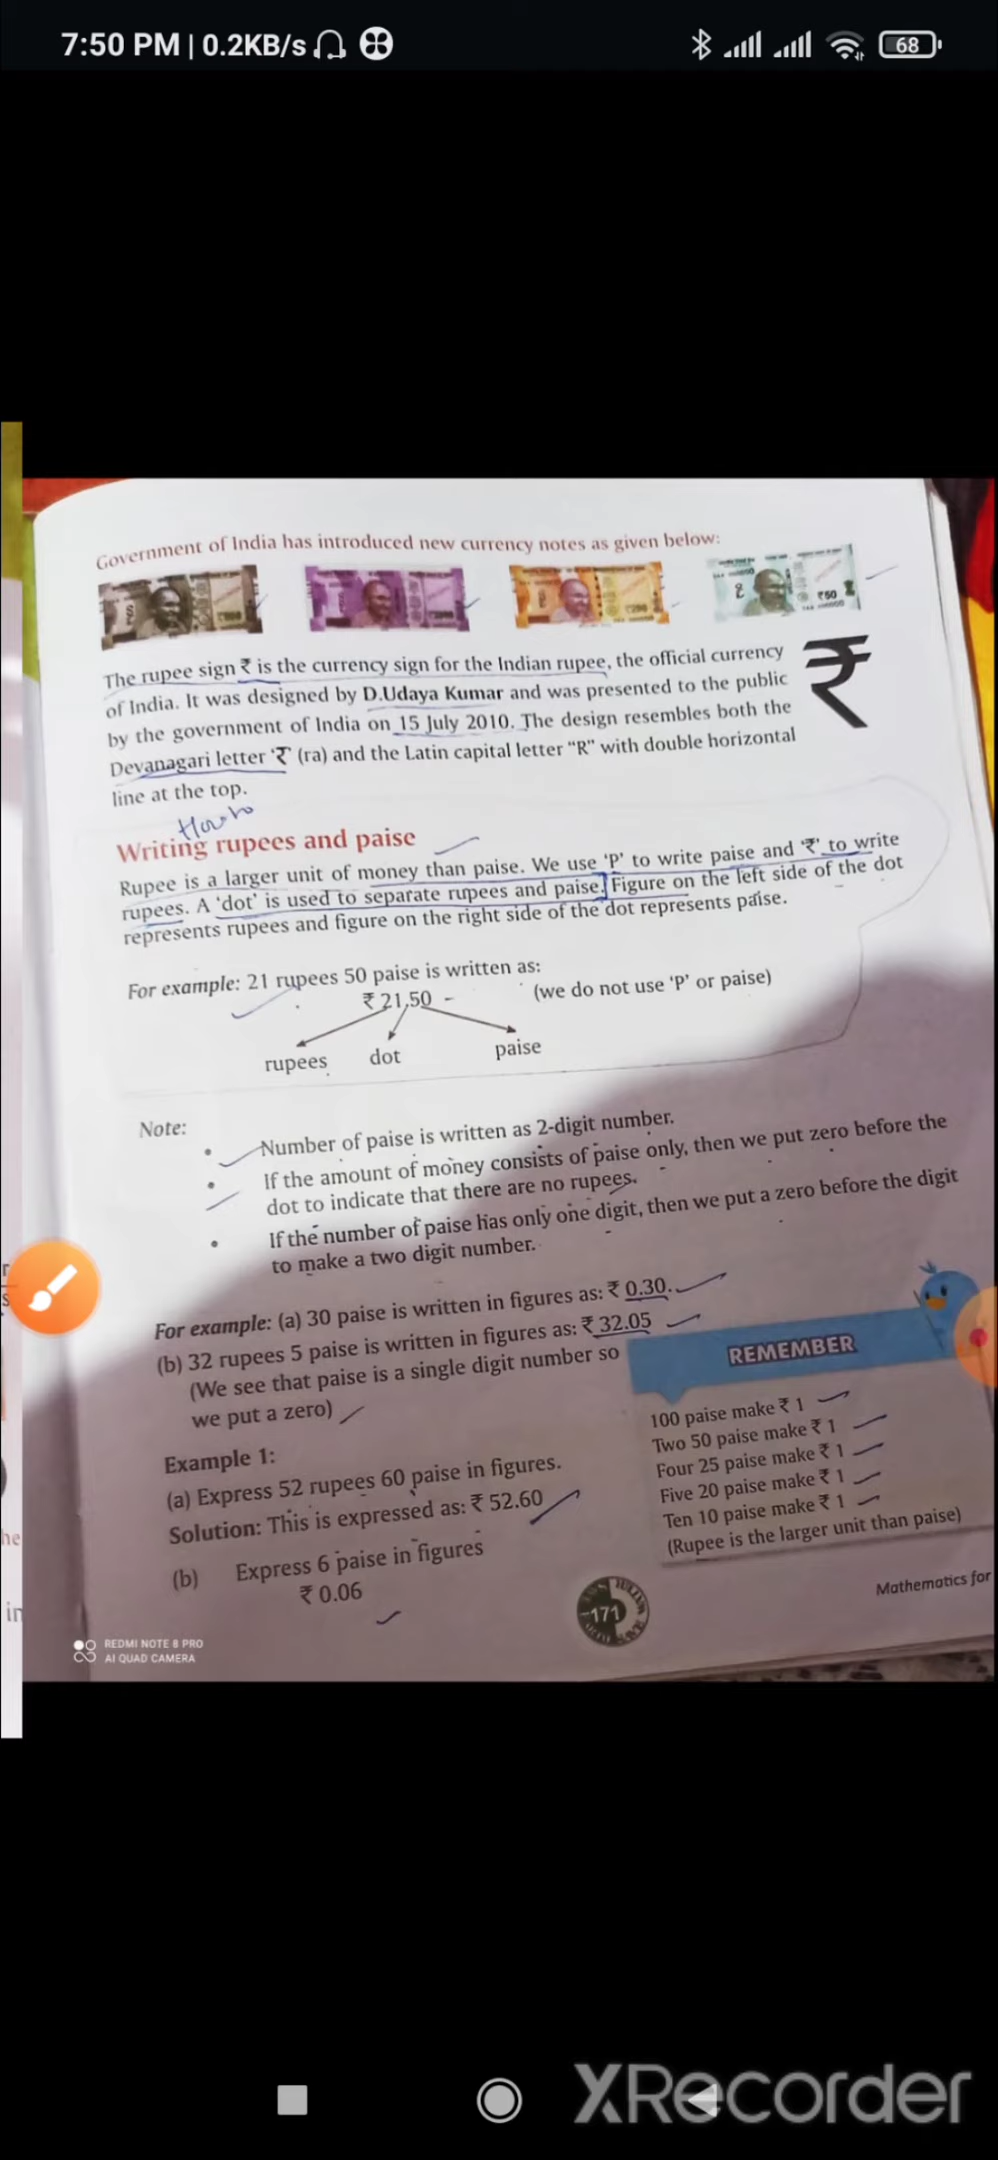 7:50 PM | 0.2KB/s
68
Government of India has introduced new currency notes as given below:
₹50
The rupee sign ₹ is the currency sign for the Indian rupee, the official currency
of India. It was designed by D.Udaya Kumar and was presented to the public
by the government of India on 15 July 2010. The design resembles both the
Devanagari letter '₹' (ra) and the Latin capital letter "R" with double horizontal
line at the top.
₹
How to
Writing rupees and paise
Rupee is a larger unit of money than paise. We use 'P' to write paise and '₹' to write
rupees. A 'dot' is used to separate rupees and paise. Figure on the left side of the dot
represents rupees and figure on the right side of the dot represents paise.
For example: 21 rupees 50 paise is written as:
₹ 21.50 (we do not use 'P' or paise)
rupees dot paise
Note:
• Number of paise is written as 2-digit number.
• If the amount of money consists of paise only, then we put zero before the
dot to indicate that there are no rupees.
• If the number of paise has only one digit, then we put a zero before the digit
to make a two digit number.
For example: (a) 30 paise is written in figures as: ₹ 0.30.
(b) 32 rupees 5 paise is written in figures as: ₹ 32.05
(We see that paise is a single digit number so
we put a zero)
Example 1:
(a) Express 52 rupees 60 paise in figures.
Solution: This is expressed as: ₹ 52.60
(b) Express 6 paise in figures
₹ 0.06
REMEMBER
100 paise make ₹ 1
Two 50 paise make ₹ 1
Four 25 paise make ₹ 1
Five 20 paise make ₹ 1
Ten 10 paise make ₹ 1
(Rupee is the larger unit than paise)
171
Mathematics for
REDMI NOTE 8 PRO
AI QUAD CAMERA
he
in
XRecorder